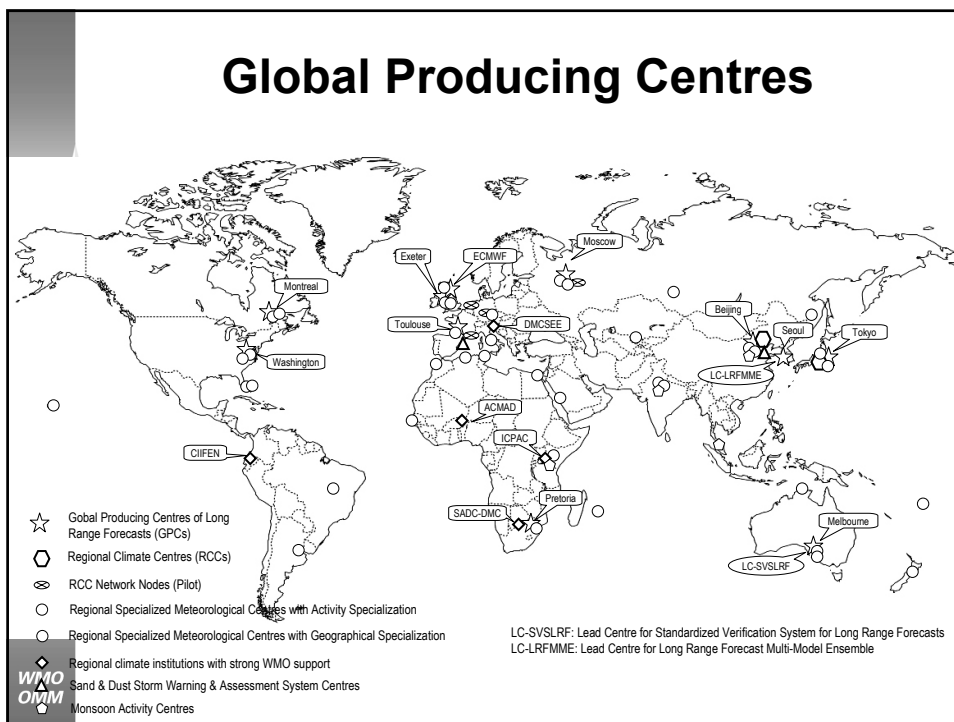 Global Producing Centres
Moscow
Exeter
ECMWF
Montreal
Beijing
Seoul
Tokyo
Toulouse
DMCSEE
Washington
LC-LRFMME
ACMAD
CIIFEN
ICPAC
SADC-DMC
Pretoria
Melbourne
LC-SVSLRF
Gobal Producing Centres of Long
Range Forecasts (GPCs)
Regional Climate Centres (RCCs)
RCC Network Nodes (Pilot)
Regional Specialized Meteorological Centres with Activity Specialization
Regional Specialized Meteorological Centres with Geographical Specialization
Regional climate institutions with strong WMO support
Sand & Dust Storm Warning & Assessment System Centres
Monsoon Activity Centres
LC-SVSLRF: Lead Centre for Standardized Verification System for Long Range Forecasts
LC-LRFMME: Lead Centre for Long Range Forecast Multi-Model Ensemble
WMO
OMM